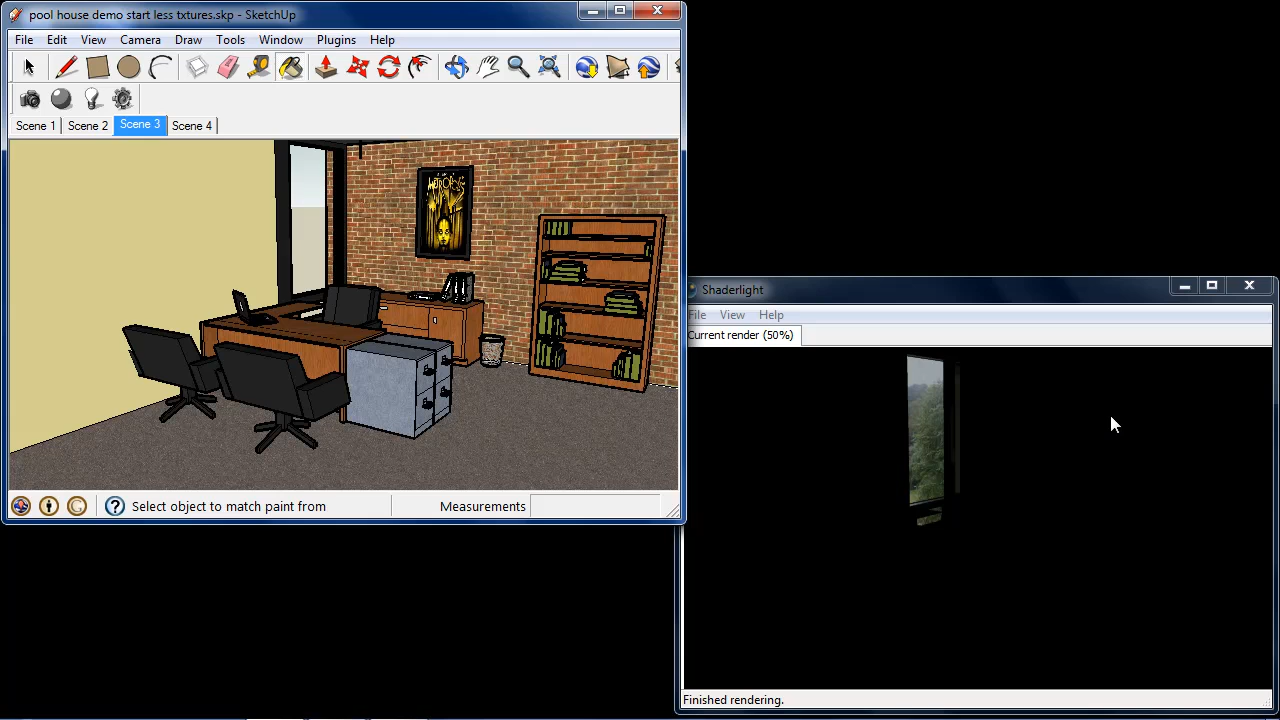 pool house demo start less txtures.skp - SketchUp
File Edit View Camera Draw Tools Window Plugins Help
Scene 1 Scene 2 Scene 3 Scene 4
METROPOLIS
Select object to match paint from Measurements
Shaderlight
File View Help
Current render (50%)
Finished rendering.